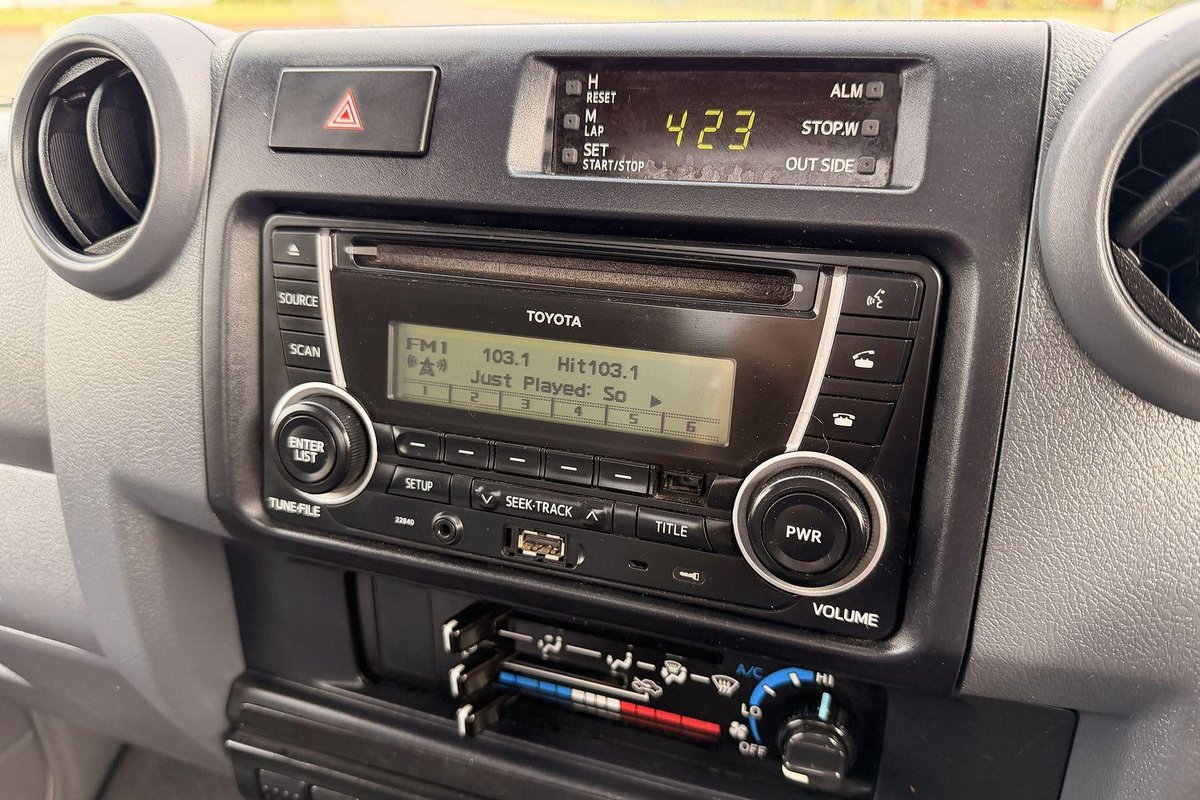 H
RESET
M
LAP
SET
START/STOP
423
ALM
STOP.W
OUT SIDE
TOYOTA
SOURCE
SCAN
FM1 103.1 Hit103.1
Just Played: So
1 2 3 4 5 6
ENTER
LIST
TUNE·FILE
SETUP
SEEK·TRACK
TITLE
22840
PWR
VOLUME
A/C
LO
HI
OFF